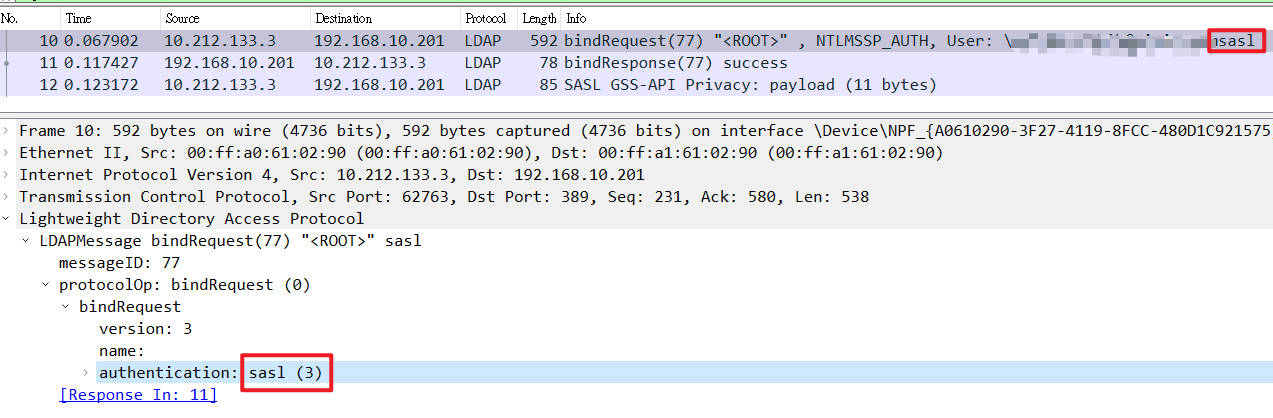 No. Time Source Destination Protocol Length Info
10 0.067902 10.212.133.3 192.168.10.201 LDAP 592 bindRequest(77) "<ROOT>" , NTLMSSP_AUTH, User: \ sasl
11 0.117427 192.168.10.201 10.212.133.3 LDAP 78 bindResponse(77) success
12 0.123172 10.212.133.3 192.168.10.201 LDAP 85 SASL GSS-API Privacy: payload (11 bytes)
Frame 10: 592 bytes on wire (4736 bits), 592 bytes captured (4736 bits) on interface \Device\NPF_{A0610290-3F27-4119-8FCC-480D1C921575
Ethernet II, Src: 00:ff:a0:61:02:90 (00:ff:a0:61:02:90), Dst: 00:ff:a1:61:02:90 (00:ff:a1:61:02:90)
Internet Protocol Version 4, Src: 10.212.133.3, Dst: 192.168.10.201
Transmission Control Protocol, Src Port: 62763, Dst Port: 389, Seq: 231, Ack: 580, Len: 538
Lightweight Directory Access Protocol
LDAPMessage bindRequest(77) "<ROOT>" sasl
messageID: 77
protocolOp: bindRequest (0)
bindRequest
version: 3
name:
authentication: sasl (3)
[Response In: 11]